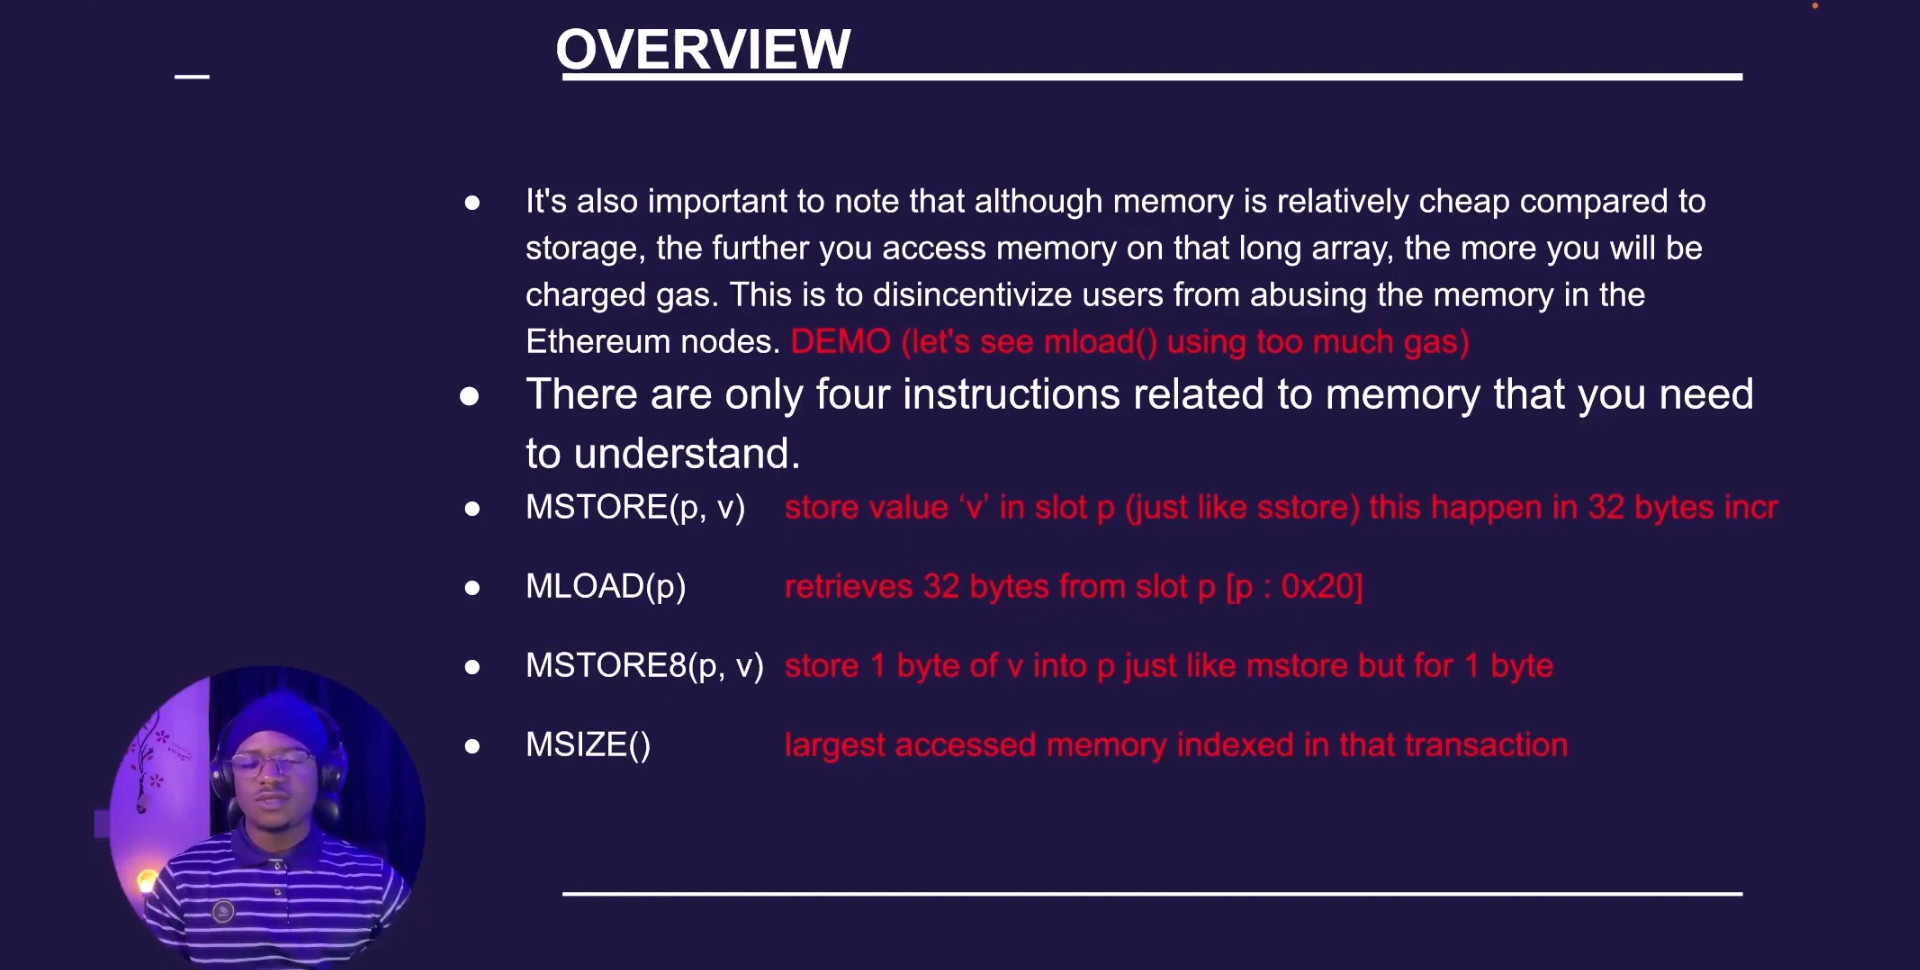 OVERVIEW
It's also important to note that although memory is relatively cheap compared to
storage, the further you access memory on that long array, the more you will be
charged gas. This is to disincentivize users from abusing the memory in the
Ethereum nodes. DEMO (let's see mload() using too much gas)
There are only four instructions related to memory that you need
to understand.
MSTORE(p, v) store value ‘v’ in slot p (just like sstore) this happen in 32 bytes incr
MLOAD(p) retrieves 32 bytes from slot p [p : 0x20]
MSTORE8(p, v) store 1 byte of v into p just like mstore but for 1 byte
MSIZE() largest accessed memory indexed in that transaction